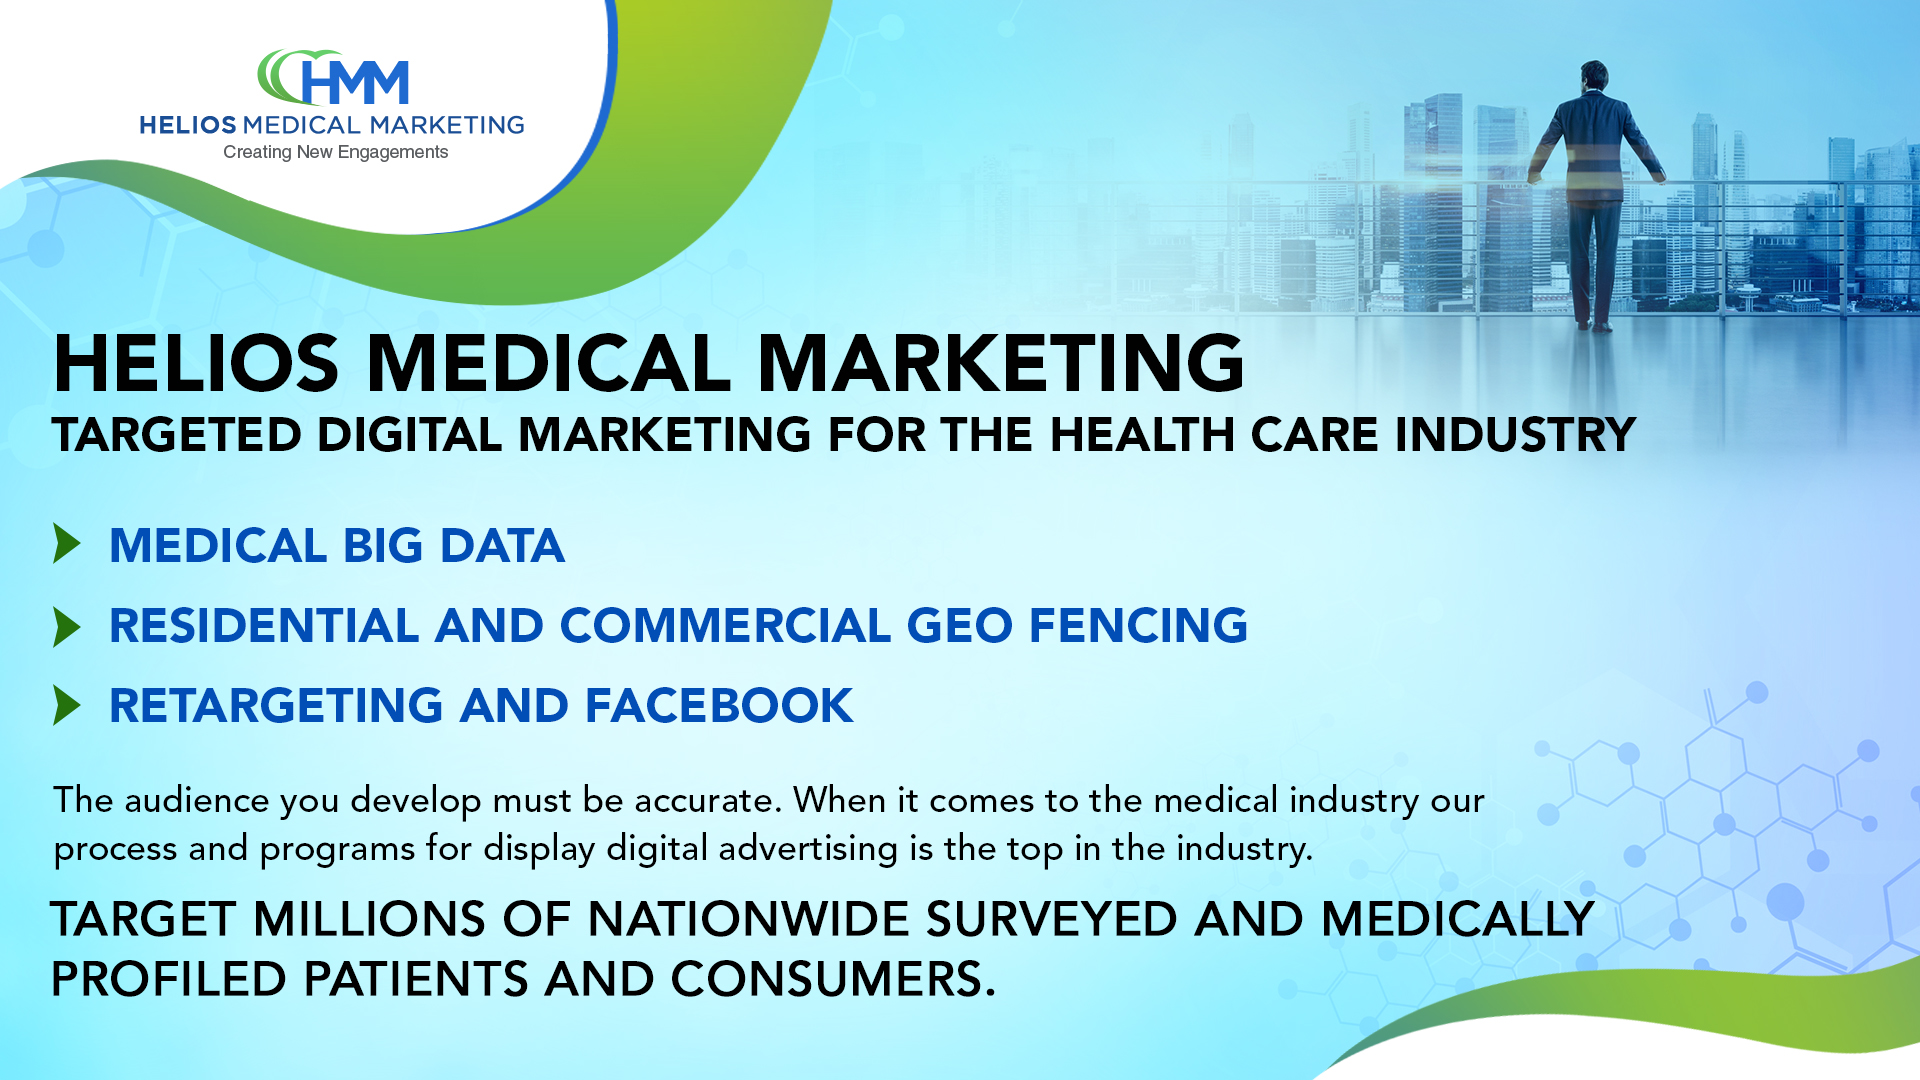 HMM
HELIOS MEDICAL MARKETING
Creating New Engagements
HELIOS MEDICAL MARKETING
TARGETED DIGITAL MARKETING FOR THE HEALTH CARE INDUSTRY
MEDICAL BIG DATA
RESIDENTIAL AND COMMERCIAL GEO FENCING
RETARGETING AND FACEBOOK
The audience you develop must be accurate. When it comes to the medical industry our
process and programs for display digital advertising is the top in the industry.
TARGET MILLIONS OF NATIONWIDE SURVEYED AND MEDICALLY
PROFILED PATIENTS AND CONSUMERS.